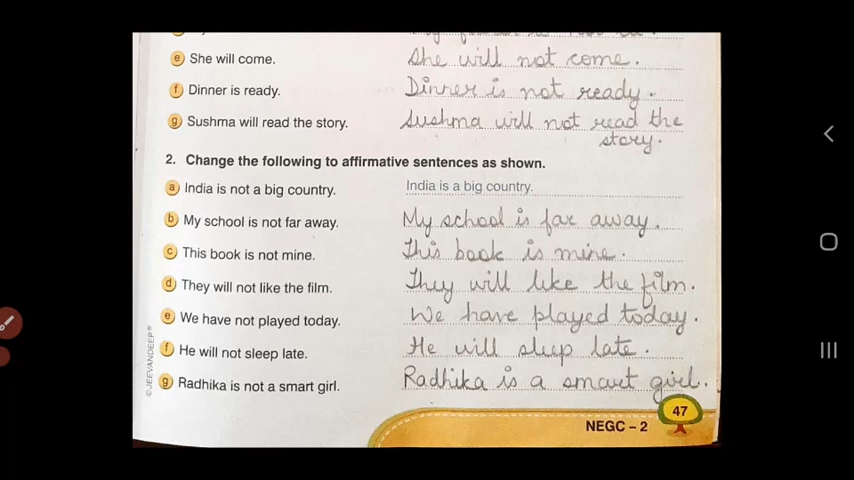 e She will come. She will not come.
f Dinner is ready. Dinner is not ready.
g Sushma will read the story. Sushma will not read the
story.
2. Change the following to affirmative sentences as shown.
a India is not a big country. India is a big country.
b My school is not far away. My school is far away.
c This book is not mine. This book is mine.
d They will not like the film. They will like the film.
e We have not played today. We have played today.
f He will not sleep late. He will sleep late.
g Radhika is not a smart girl. Radhika is a smart girl.
© JEEVANDEEP®
NEGC – 2 47